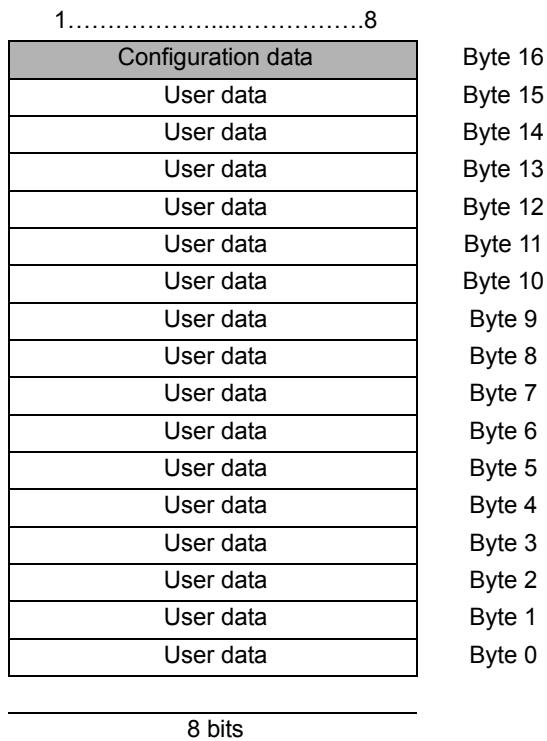 1………………....…………….8
Configuration data Byte 16
User data Byte 15
User data Byte 14
User data Byte 13
User data Byte 12
User data Byte 11
User data Byte 10
User data Byte 9
User data Byte 8
User data Byte 7
User data Byte 6
User data Byte 5
User data Byte 4
User data Byte 3
User data Byte 2
User data Byte 1
User data Byte 0
8 bits